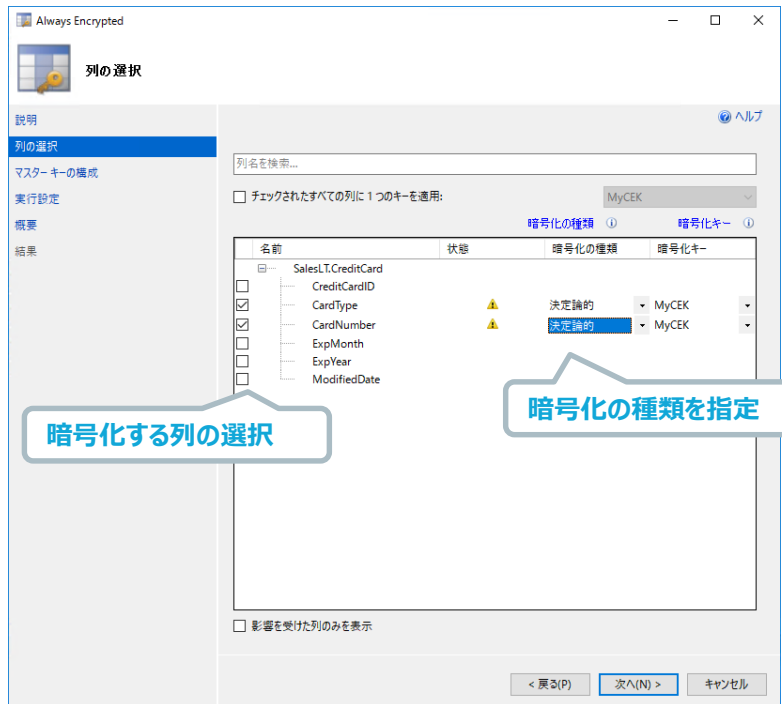 Always Encrypted
列の選択
説明
列の選択
マスター キーの構成
実行設定
概要
結果
ヘルプ
列名を検索...
チェックされたすべての列に 1 つのキーを適用:
MyCEK
暗号化の種類
暗号化キー
名前 状態 暗号化の種類 暗号化キー
SalesLT.CreditCard
CreditCardID
CardType 決定論的 MyCEK
CardNumber 決定論的 MyCEK
ExpMonth
ExpYear
ModifiedDate
暗号化の種類を指定
暗号化する列の選択
影響を受けた列のみを表示
< 戻る(P) 次へ(N) > キャンセル